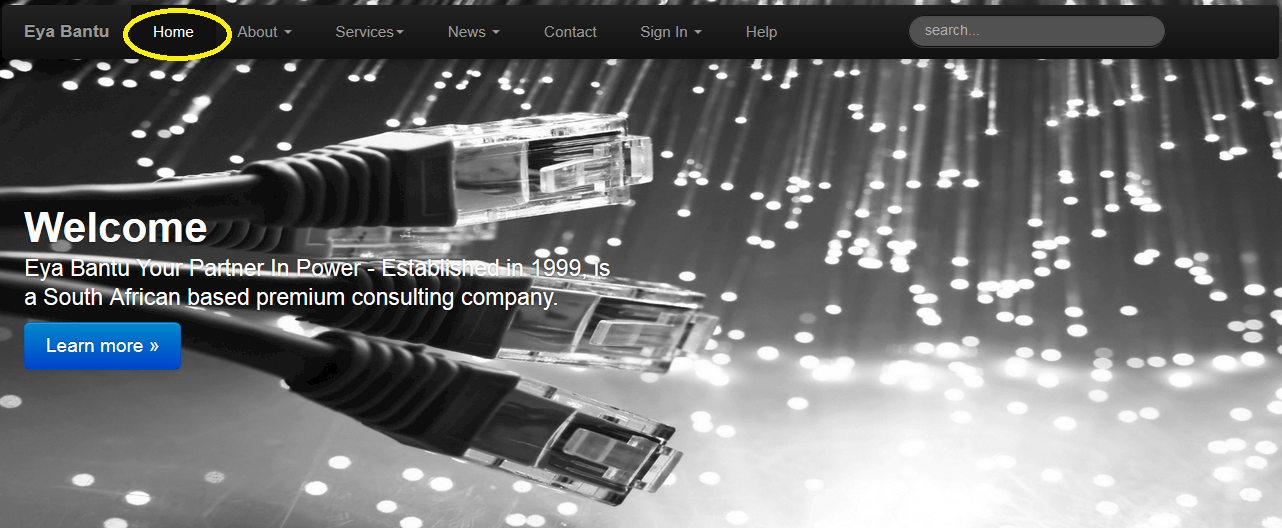 Eya Bantu Home About Services News Contact Sign In Help search...
Welcome
Eya Bantu Your Partner In Power - Established in 1999, is
a South African based premium consulting company.
Learn more »